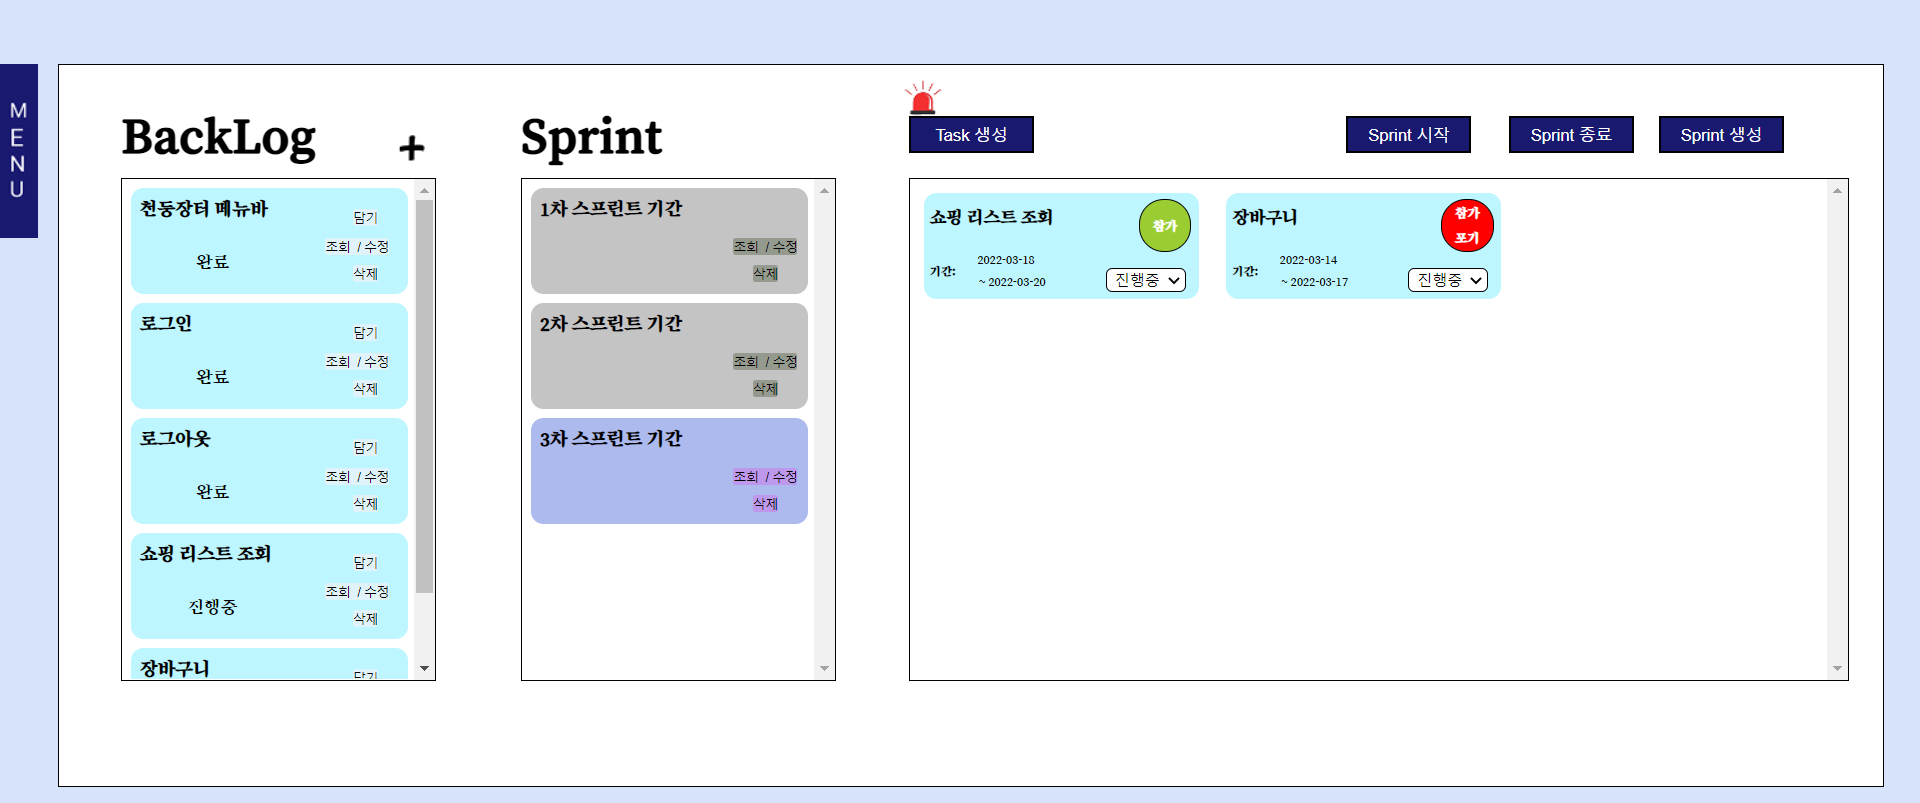 MENU
BackLog
+
천등장터 메뉴바
담기
조회 / 수정
완료
삭제
로그인
담기
조회 / 수정
완료
삭제
로그아웃
담기
조회 / 수정
완료
삭제
쇼핑 리스트 조회
담기
조회 / 수정
진행중
삭제
장바구니
담기
Sprint
1차 스프린트 기간
조회 / 수정
삭제
2차 스프린트 기간
조회 / 수정
삭제
3차 스프린트 기간
조회 / 수정
삭제
Task 생성
Sprint 시작
Sprint 종료
Sprint 생성
쇼핑 리스트 조회
참가
기간:
2022-03-18
~ 2022-03-20
진행중
장바구니
참가
포기
기간:
2022-03-14
~ 2022-03-17
진행중